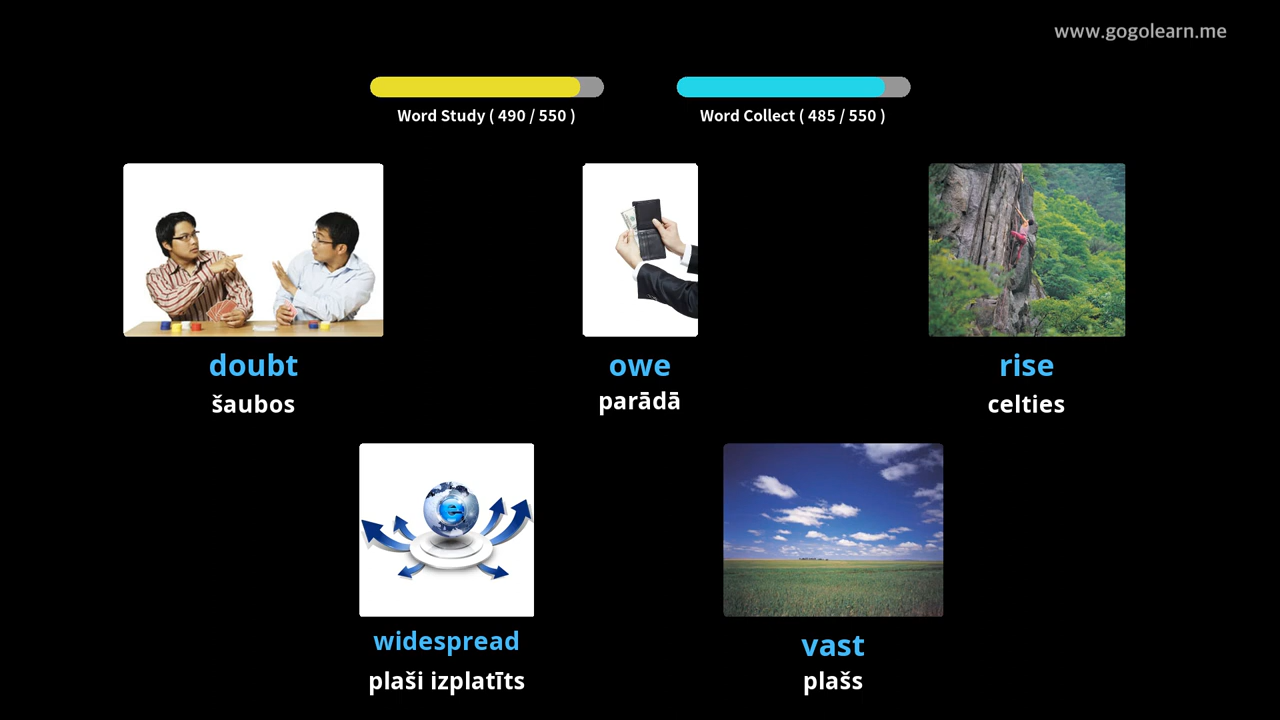 www.gogolearn.me
Word Study ( 490 / 550 )
Word Collect ( 485 / 550 )
doubt
šaubos
owe
parādā
rise
celties
e
widespread
plaši izplatīts
vast
plašs